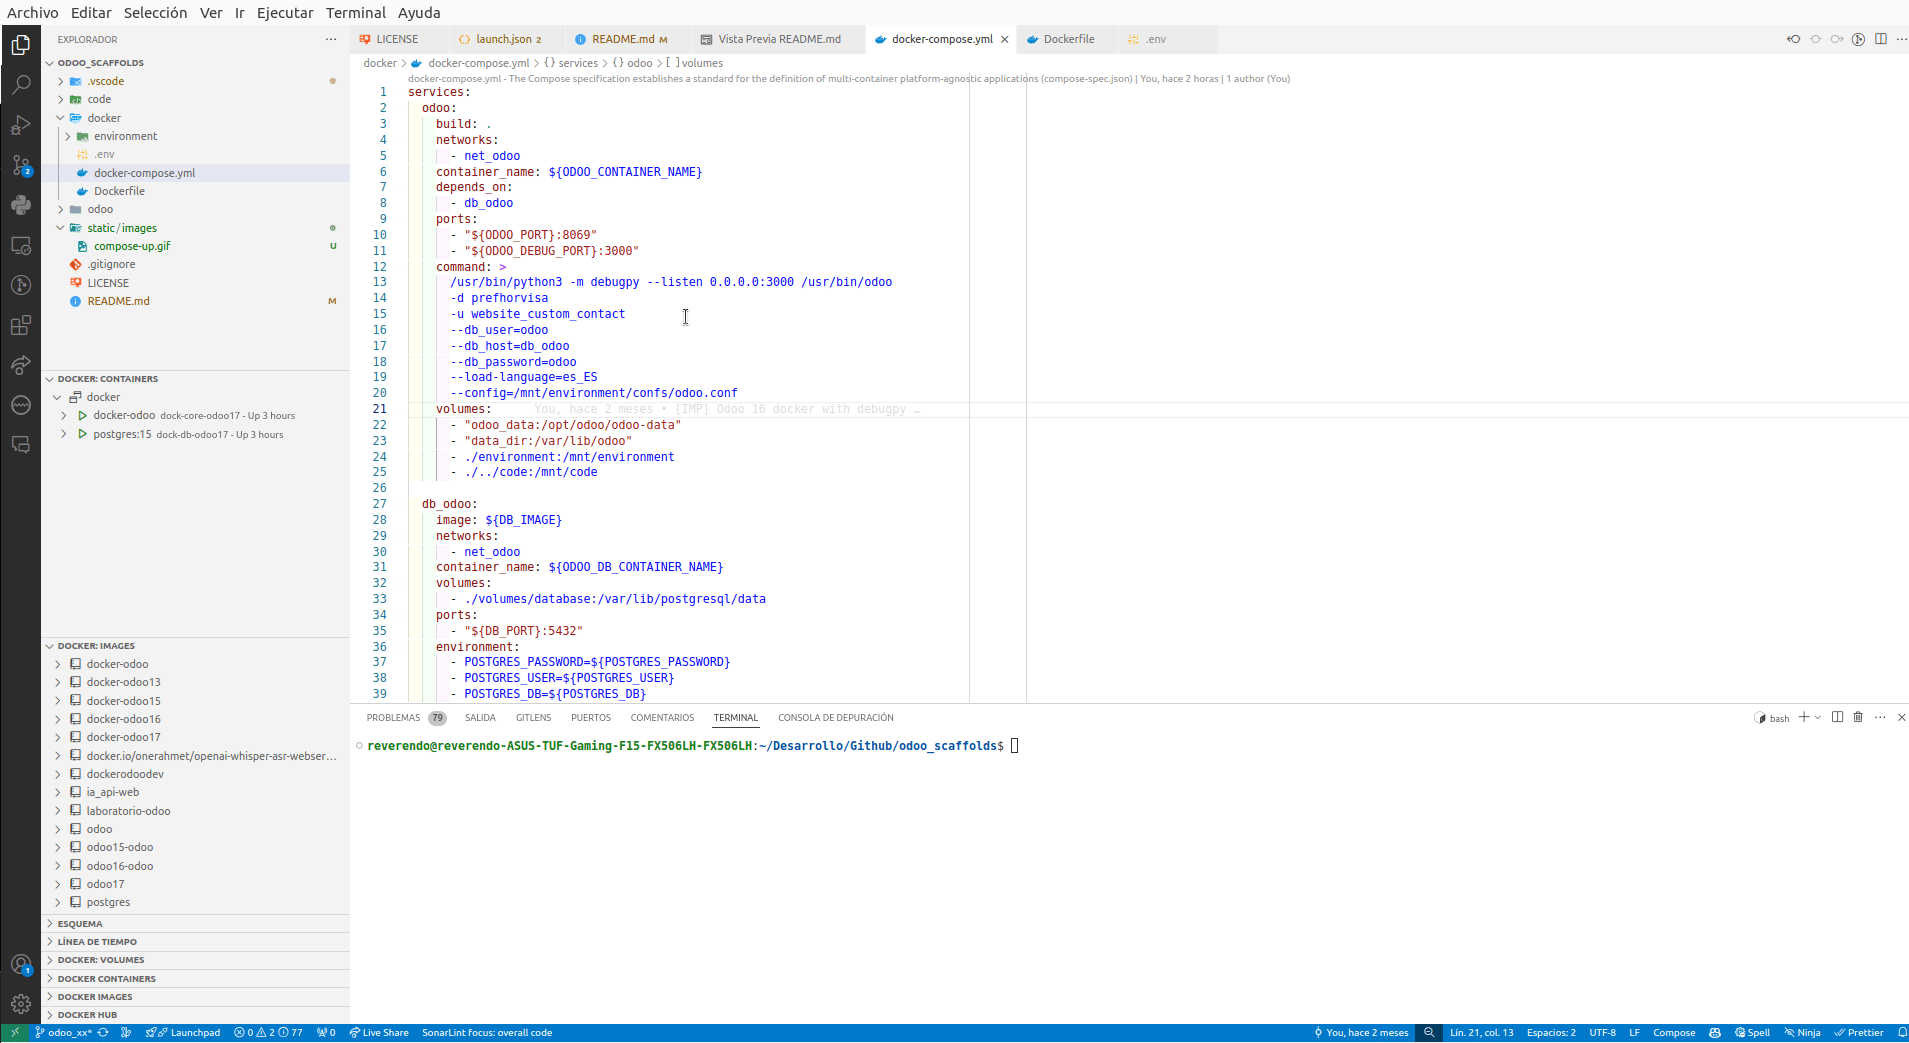 Archivo Editar Selección Ver Ir Ejecutar Terminal Ayuda
EXPLORADOR
ODOO_SCAFFOLDS
.vscode
code
docker
environment
.env
docker-compose.yml
Dockerfile
odoo
static/images
compose-up.gif U
.gitignore
LICENSE
README.md M
DOCKER: CONTAINERS
docker
docker-odoo dock-core-odoo17 - Up 3 hours
postgres:15 dock-db-odoo17 - Up 3 hours
DOCKER: IMAGES
docker-odoo
docker-odoo13
docker-odoo15
docker-odoo16
docker-odoo17
docker.io/onerahmet/openai-whisper-asr-webser...
dockerodoodev
ia_api-web
laboratorio-odoo
odoo
odoo15-odoo
odoo16-odoo
odoo17
postgres
ESQUEMA
LÍNEA DE TIEMPO
DOCKER: VOLUMES
DOCKER CONTAINERS
DOCKER IMAGES
DOCKER HUB
2
1
LICENSE launch.json 2 README.md M Vista Previa README.md docker-compose.yml Dockerfile .env
docker > docker-compose.yml > {} services > {} odoo > [ ] volumes
docker-compose.yml - The Compose specification establishes a standard for the definition of multi-container platform-agnostic applications (compose-spec.json) | You, hace 2 horas | 1 author (You)
1 services:
2 odoo:
3 build: .
4 networks:
5 - net_odoo
6 container_name: ${ODOO_CONTAINER_NAME}
7 depends_on:
8 - db_odoo
9 ports:
10 - "${ODOO_PORT}:8069"
11 - "${ODOO_DEBUG_PORT}:3000"
12 command: >
13 /usr/bin/python3 -m debugpy --listen 0.0.0.0:3000 /usr/bin/odoo
14 -d prefhorvisa
15 -u website_custom_contact
16 --db_user=odoo
17 --db_host=db_odoo
18 --db_password=odoo
19 --load-language=es_ES
20 --config=/mnt/environment/confs/odoo.conf
21 volumes: You, hace 2 meses • [IMP] Odoo 16 docker with debugpy …
22 - "odoo_data:/opt/odoo/odoo-data"
23 - "data_dir:/var/lib/odoo"
24 - ./environment:/mnt/environment
25 - ./../code:/mnt/code
26
27 db_odoo:
28 image: ${DB_IMAGE}
29 networks:
30 - net_odoo
31 container_name: ${ODOO_DB_CONTAINER_NAME}
32 volumes:
33 - ./volumes/database:/var/lib/postgresql/data
34 ports:
35 - "${DB_PORT}:5432"
36 environment:
37 - POSTGRES_PASSWORD=${POSTGRES_PASSWORD}
38 - POSTGRES_USER=${POSTGRES_USER}
39 - POSTGRES_DB=${POSTGRES_DB}
PROBLEMAS 79 SALIDA GITLENS PUERTOS COMENTARIOS TERMINAL CONSOLA DE DEPURACIÓN bash
reverendo@reverendo-ASUS-TUF-Gaming-F15-FX506LH-FX506LH:~/Desarrollo/Github/odoo_scaffolds$
odoo_xx* Launchpad 0 2 77 0 Live Share SonarLint focus: overall code You, hace 2 meses Lin. 21, col. 13 Espacios: 2 UTF-8 LF Compose Spell Ninja Prettier